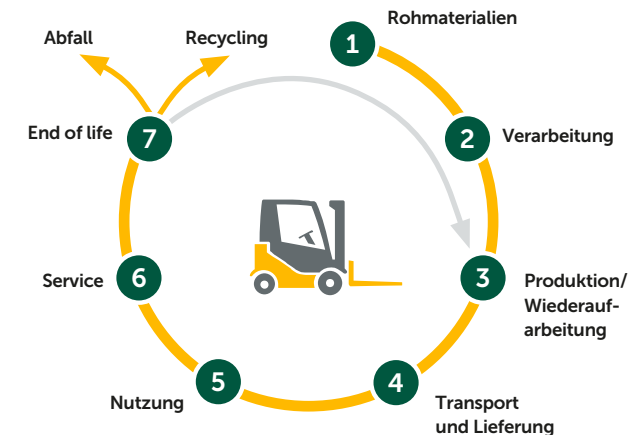 Rohmaterialien
1
2
Verarbeitung
3
Produktion/
Wiederauf-
arbeitung
4
Transport
und Lieferung
5
Nutzung
6
Service
7
End of life
Abfall
Recycling